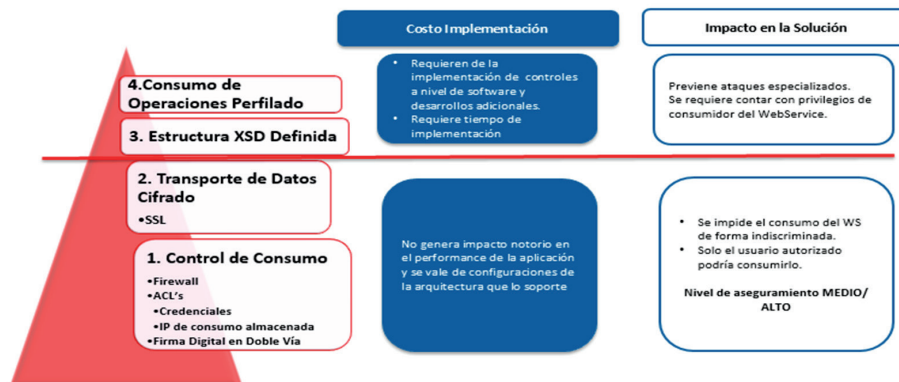 Costo Implementación
Impacto en la Solución
4.Consumo de
Operaciones Perfilado
3. Estructura XSD Definida
• Requieren de la
implementación de controles
a nivel de software y
desarrollos adicionales.
• Requiere tiempo de
implementación
Previene ataques especializados.
Se requiere contar con privilegios de
consumidor del WebService.
2. Transporte de Datos
Cifrado
•SSL
1. Control de Consumo
•Firewall
•ACL's
•Credenciales
•IP de consumo almacenada
•Firma Digital en Doble Vía
No genera impacto notorio en
el performance de la aplicación
y se vale de configuraciones de
la arquitectura que lo soporte
• Se impide el consumo del WS
de forma indiscriminada.
• Solo el usuario autorizado
podría consumirlo.
Nivel de aseguramiento MEDIO/
ALTO